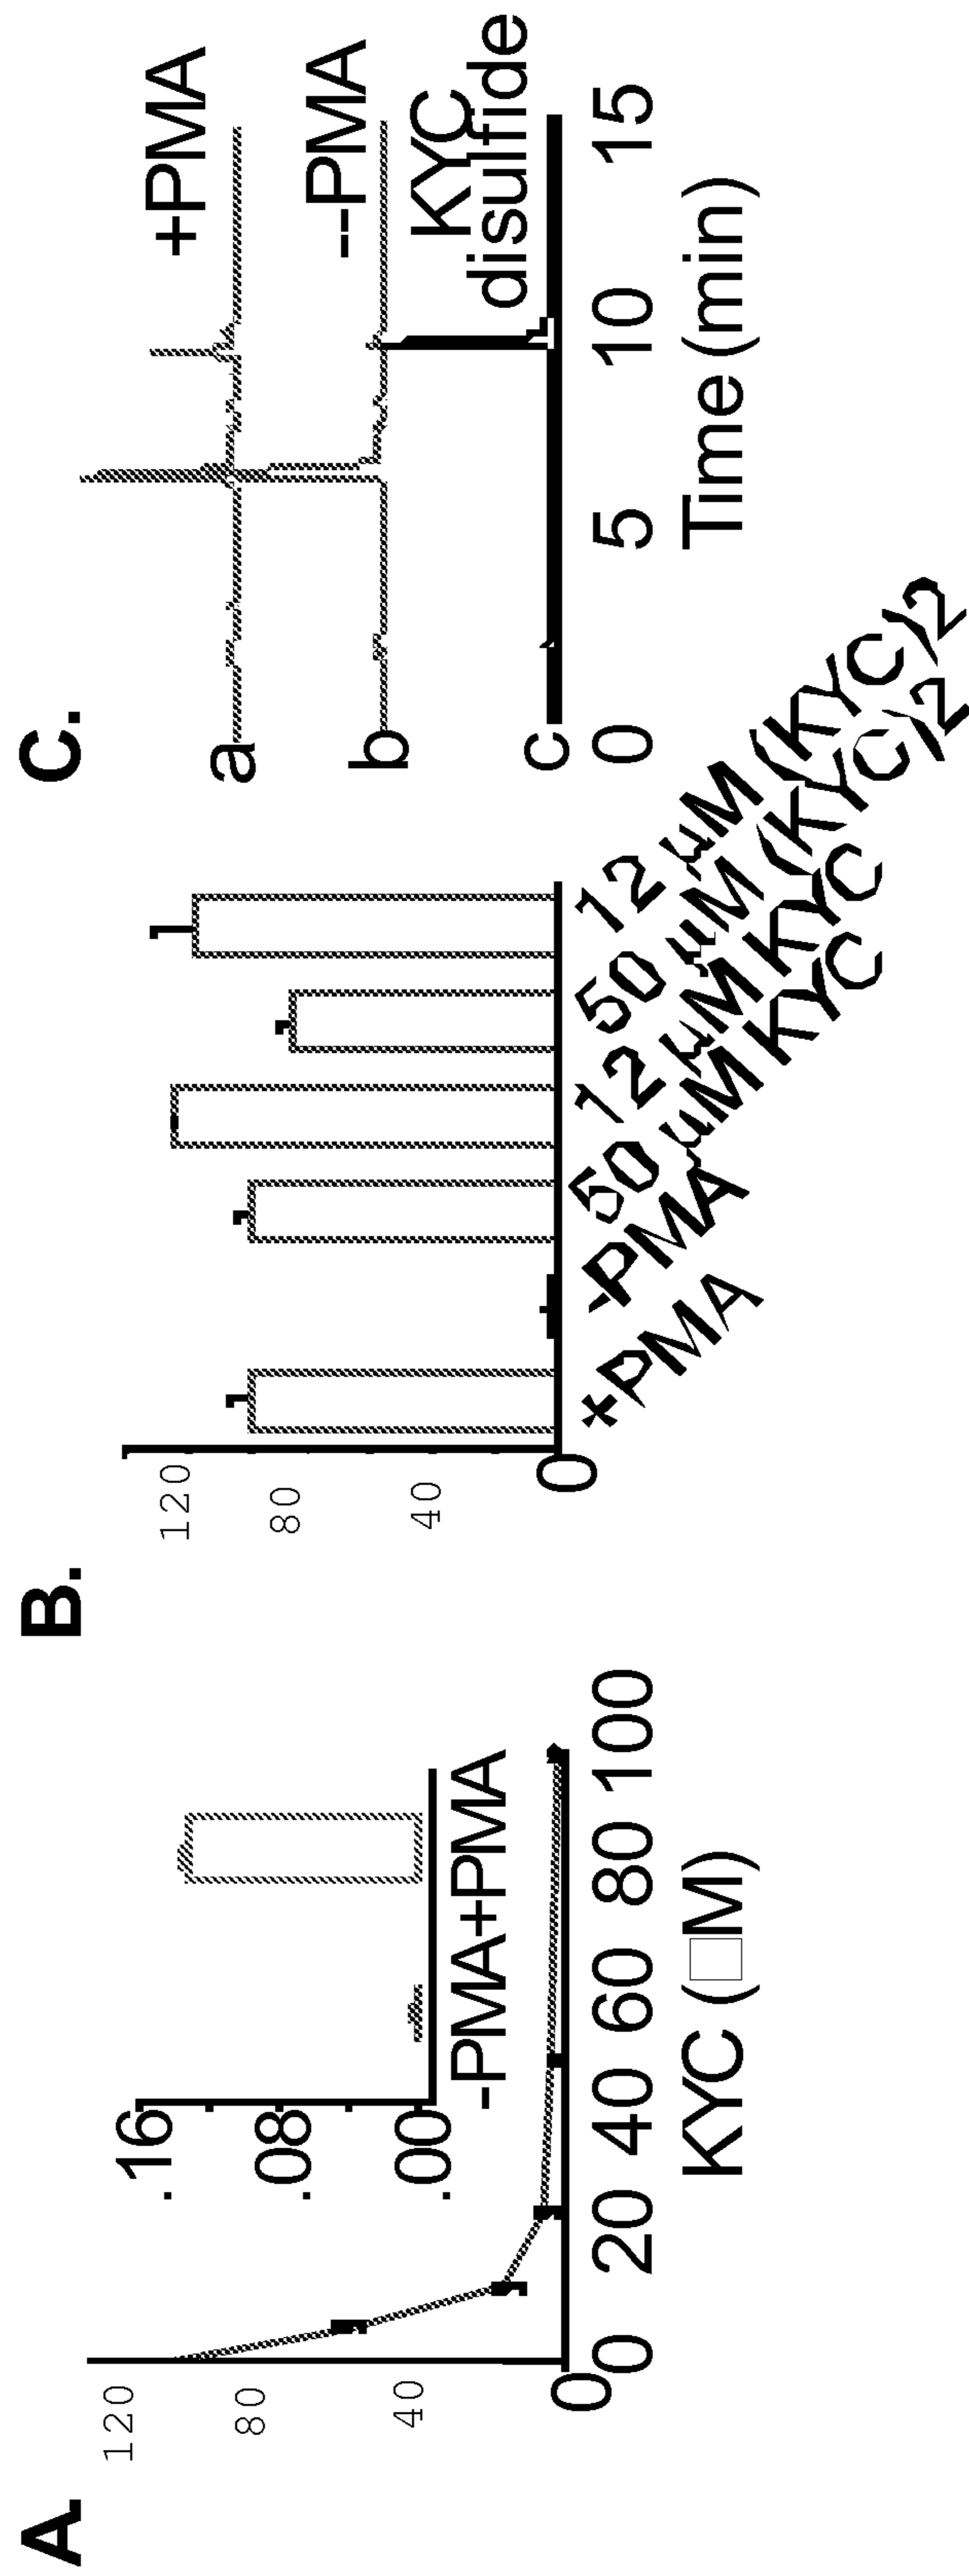 A.
120
80
40
0
.16
.08
.00
-PMA+PMA
0 20 40 60 80 100
KYC (□M)
B.
120
80
40
0
+PMA
-PMA
50 µM KYC
12 µM KYC
50 µM (KYC)2
12 µM (KYC)2
C.
a
+PMA
b
--PMA
c
KYC
disulfide
0 5 10 15
Time (min)